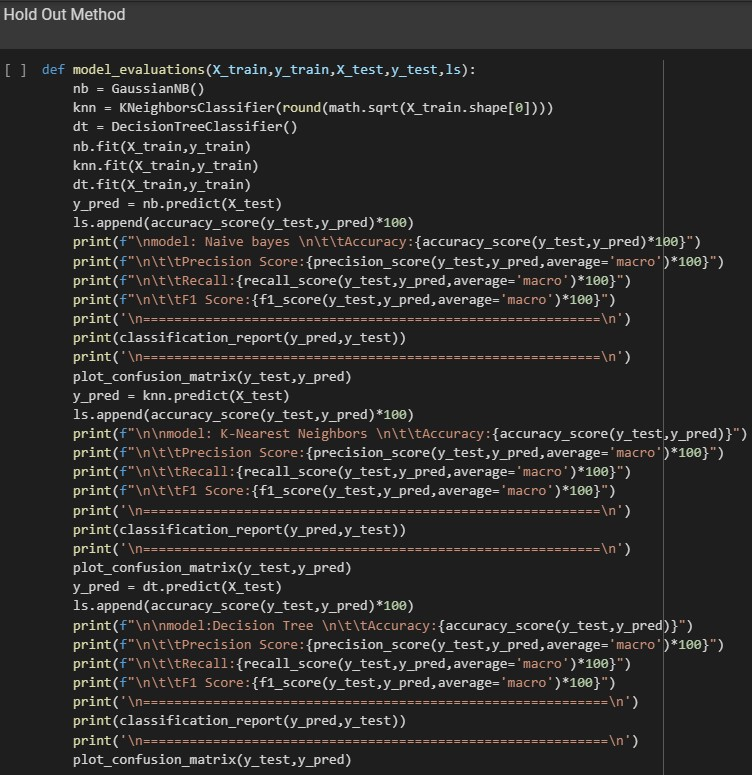 Hold Out Method
[ ] def model_evaluations(X_train,y_train,X_test,y_test,ls):
nb = GaussianNB()
knn = KNeighborsClassifier(round(math.sqrt(X_train.shape[0])))
dt = DecisionTreeClassifier()
nb.fit(X_train,y_train)
knn.fit(X_train,y_train)
dt.fit(X_train,y_train)
y_pred = nb.predict(X_test)
ls.append(accuracy_score(y_test,y_pred)*100)
print(f"\nmodel: Naive bayes \n\t\tAccuracy:{accuracy_score(y_test,y_pred)*100}")
print(f"\n\t\tPrecision Score:{precision_score(y_test,y_pred,average='macro')*100}")
print(f"\n\t\tRecall:{recall_score(y_test,y_pred,average='macro')*100}")
print(f"\n\t\tF1 Score:{f1_score(y_test,y_pred,average='macro')*100}")
print('\n===========================================================\n')
print(classification_report(y_pred,y_test))
print('\n===========================================================\n')
plot_confusion_matrix(y_test,y_pred)
y_pred = knn.predict(X_test)
ls.append(accuracy_score(y_test,y_pred)*100)
print(f"\n\nmodel: K-Nearest Neighbors \n\t\tAccuracy:{accuracy_score(y_test,y_pred)}")
print(f"\n\t\tPrecision Score:{precision_score(y_test,y_pred,average='macro')*100}")
print(f"\n\t\tRecall:{recall_score(y_test,y_pred,average='macro')*100}")
print(f"\n\t\tF1 Score:{f1_score(y_test,y_pred,average='macro')*100}")
print('\n===========================================================\n')
print(classification_report(y_pred,y_test))
print('\n===========================================================\n')
plot_confusion_matrix(y_test,y_pred)
y_pred = dt.predict(X_test)
ls.append(accuracy_score(y_test,y_pred)*100)
print(f"\n\nmodel:Decision Tree \n\t\tAccuracy:{accuracy_score(y_test,y_pred)}")
print(f"\n\t\tPrecision Score:{precision_score(y_test,y_pred,average='macro')*100}")
print(f"\n\t\tRecall:{recall_score(y_test,y_pred,average='macro')*100}")
print(f"\n\t\tF1 Score:{f1_score(y_test,y_pred,average='macro')*100}")
print('\n============================================================\n')
print(classification_report(y_pred,y_test))
print('\n============================================================\n')
plot_confusion_matrix(y_test,y_pred)